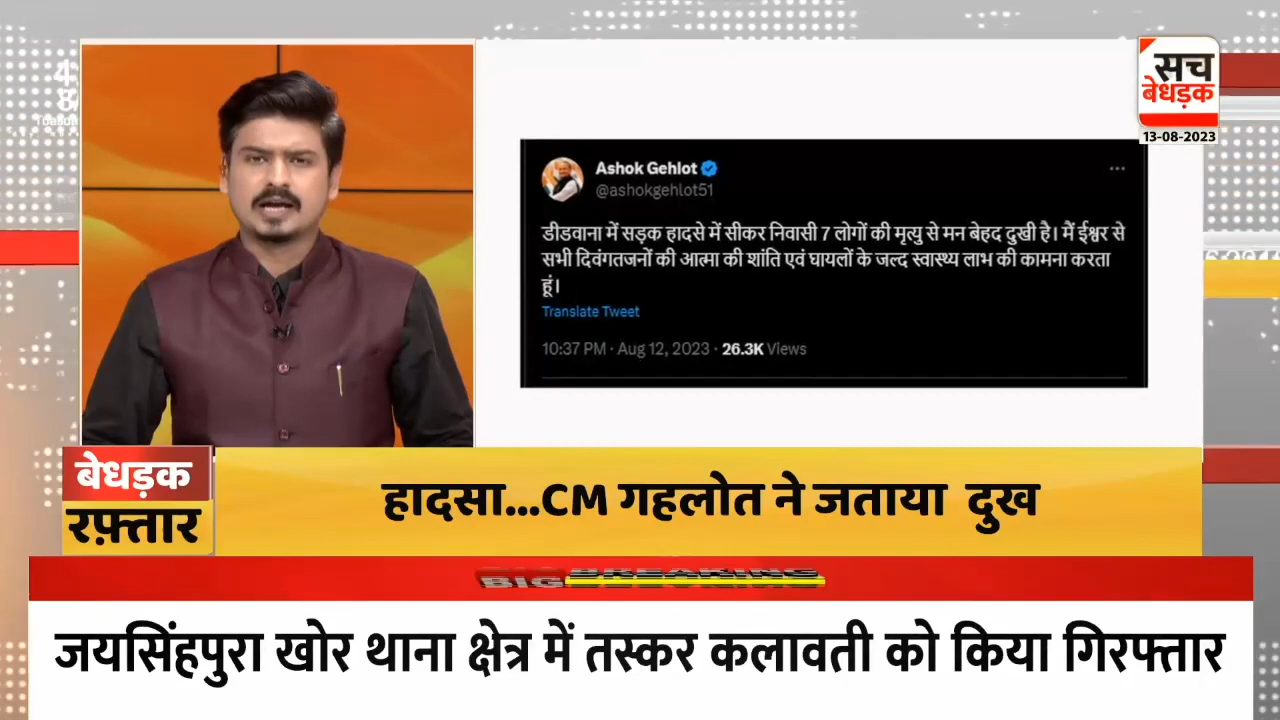 सच
बेधड़क
13-08-2023
Ashok Gehlot
@ashokgehlot51
डीडवाना में सड़क हादसे में सीकर निवासी 7 लोगों की मृत्यु से मन बेहद दुखी है। मैं ईश्वर से
सभी दिवंगतजनों की आत्मा की शांति एवं घायलों के जल्द स्वास्थ्य लाभ की कामना करता
हूं।
Translate Tweet
10:37 PM · Aug 12, 2023 · 26.3K Views
बेधड़क
रफ़्तार
हादसा...CM गहलोत ने जताया दुख
BIG BREAKING
जयसिंहपुरा खोर थाना क्षेत्र में तस्कर कलावती को किया गिरफ्तार